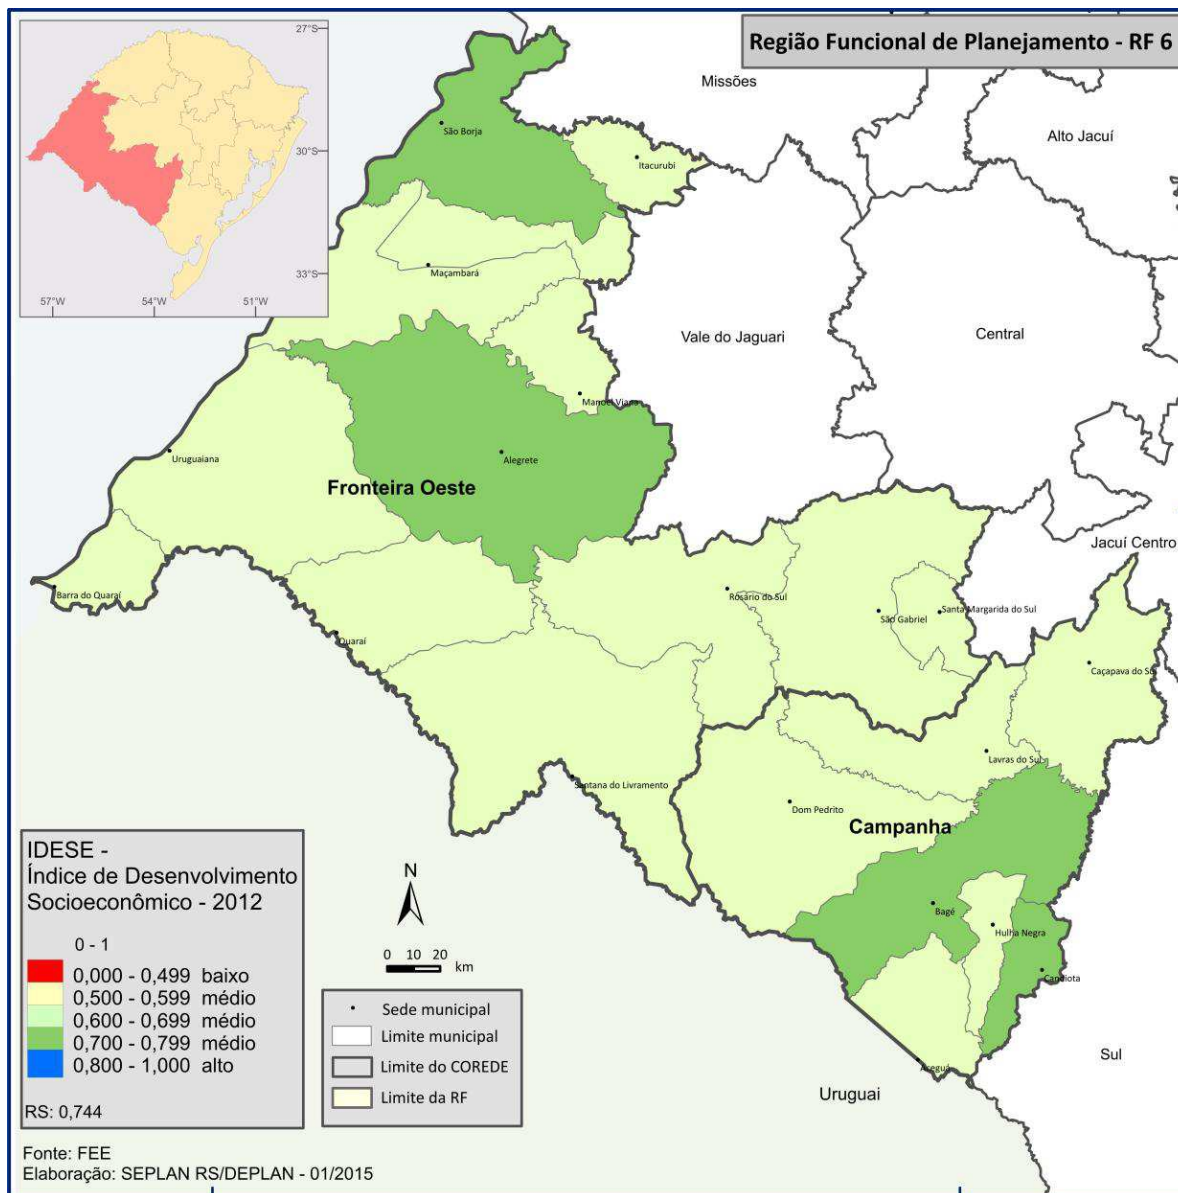 Região Funcional de Planejamento - RF 6
27°S
30°S
33°S
57°W
54°W
51°W
Missões
Alto Jacuí
São Borja
Itacurubi
Maçambará
Vale do Jaguari
Central
Manoel Viana
Uruguaiana
Alegrete
Fronteira Oeste
Jacuí Centro
Barra do Quaraí
Rosário do Sul
São Gabriel
Santa Margarida do Sul
Quaraí
Caçapava do Sul
Lavras do Sul
Santana do Livramento
Dom Pedrito
Campanha
Bagé
Hulha Negra
Candiota
Aceguá
Sul
Uruguai
IDESE -
Índice de Desenvolvimento
Socioeconômico - 2012
0 - 1
0,000 - 0,499 baixo
0,500 - 0,599 médio
0,600 - 0,699 médio
0,700 - 0,799 médio
0,800 - 1,000 alto
RS: 0,744
N
0 10 20
km
Sede municipal
Limite municipal
Limite do COREDE
Limite da RF
Fonte: FEE
Elaboração: SEPLAN RS/DEPLAN - 01/2015